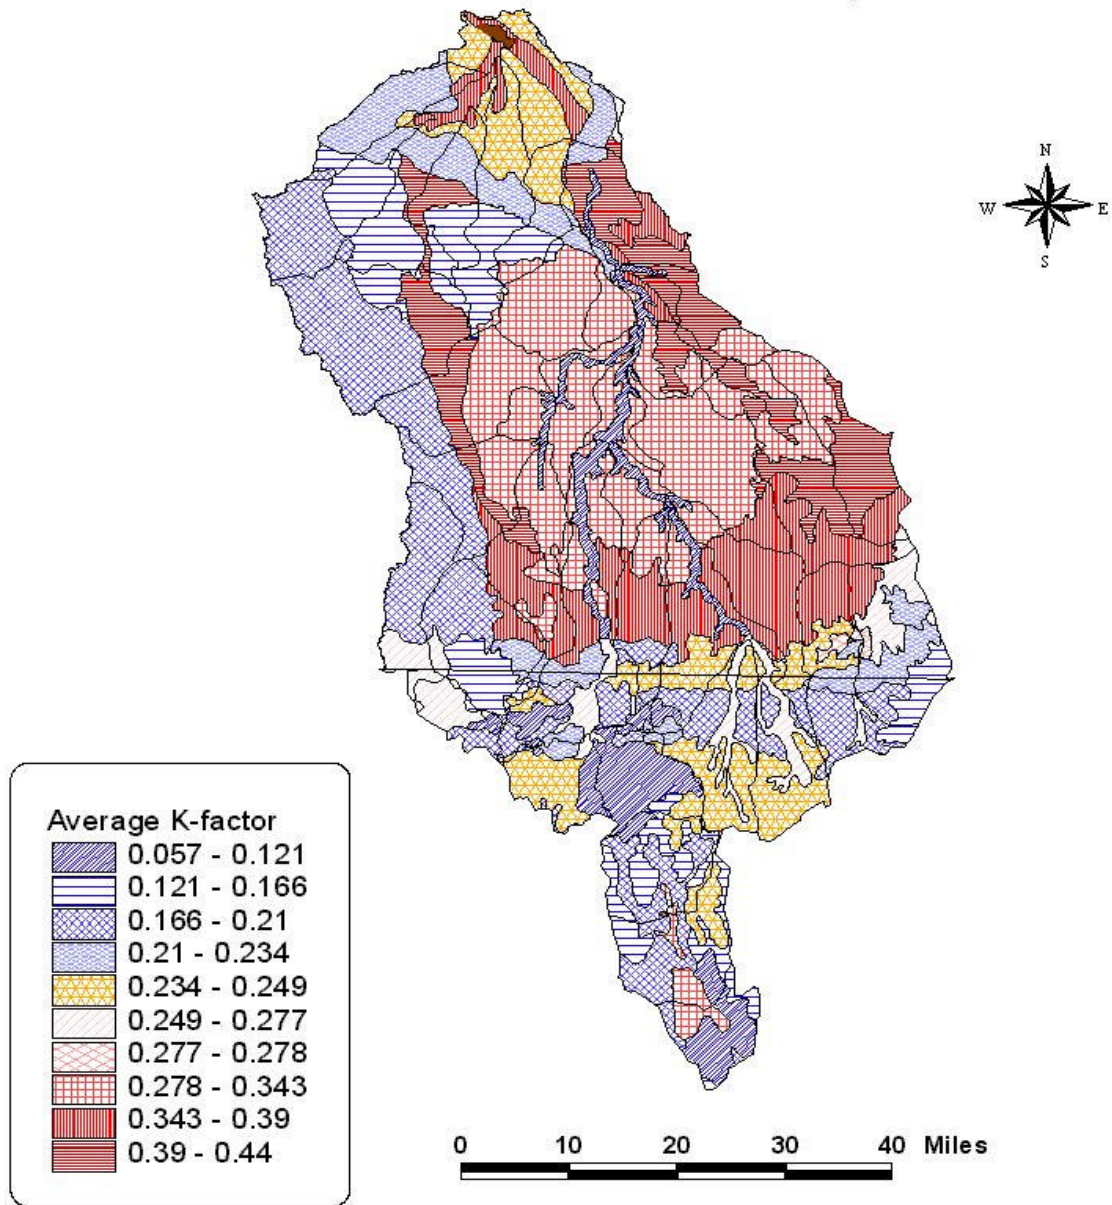 N
W E
S
Average K-factor
0.057 - 0.121
0.121 - 0.166
0.166 - 0.21
0.21 - 0.234
0.234 - 0.249
0.249 - 0.277
0.277 - 0.278
0.278 - 0.343
0.343 - 0.39
0.39 - 0.44
0 10 20 30 40 Miles